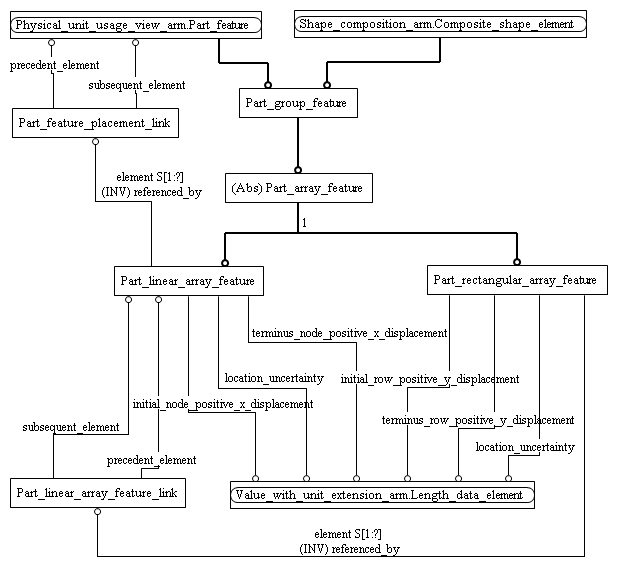 Physical_unit_usage_view_arm.Part_feature
Shape_composition_arm.Composite_shape_element
precedent_element
subsequent_element
Part_group_feature
Part_feature_placement_link
element S[1:?]
(INV) referenced_by
(Abs) Part_array_feature
1
Part_linear_array_feature
Part_rectangular_array_feature
terminus_node_positive_x_displacement
location_uncertainty
initial_row_positive_y_displacement
initial_node_positive_x_displacement
terminus_row_positive_y_displacement
subsequent_element
location_uncertainty
precedent_element
Part_linear_array_feature_link
Value_with_unit_extension_arm.Length_data_element
element S[1:?]
(INV) referenced_by